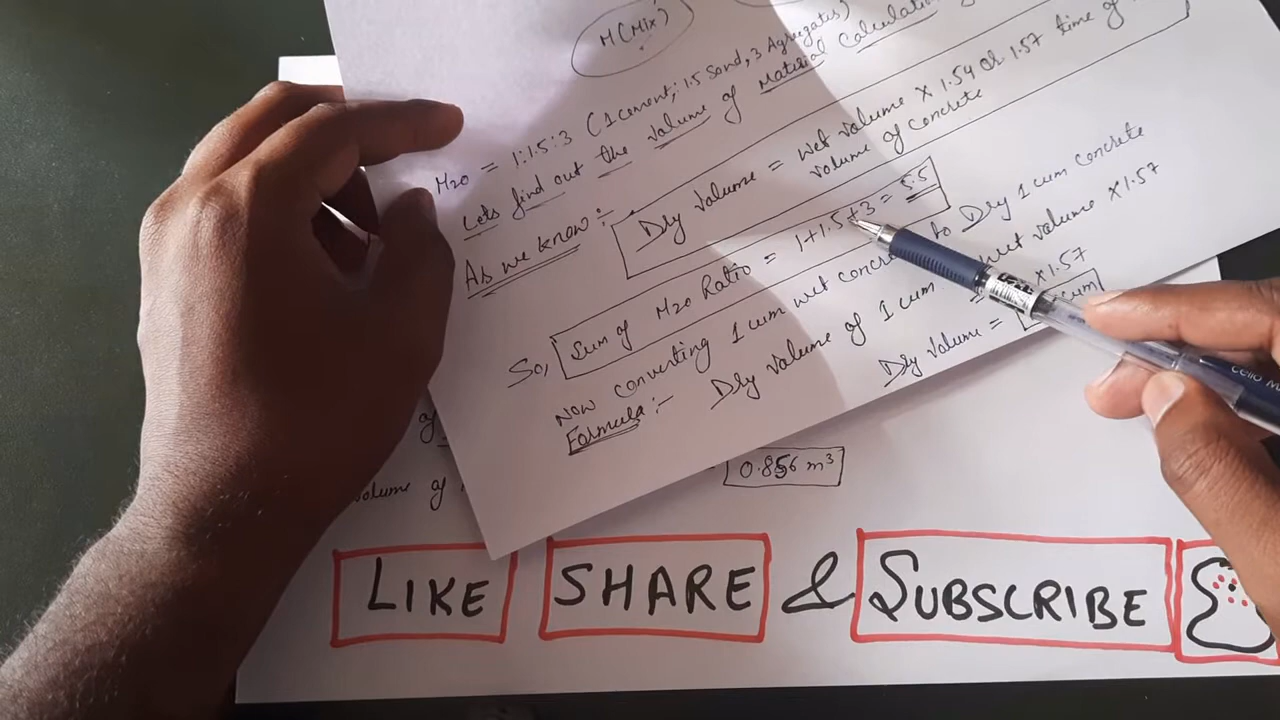 M(Mix)
M20 = 1:1.5:3 (1 Cement; 1.5 Sand, 3 Aggregates)
Lets find out the volume of Material Calculation
As we know:- Dry volume = wet volume x 1.54 or 1.57 time of
volume of concrete
So, Sum of M20 Ratio = 1+1.5+3 = 5.5
Now converting 1 cum wet to Dry 1 cum concrete
Formula:- Dry volume of 1 cum = wet volume x 1.57
x 1.57
Dry volume = cum
of
volume of
0.856 m³
LIKE SHARE & SUBSCRIBE